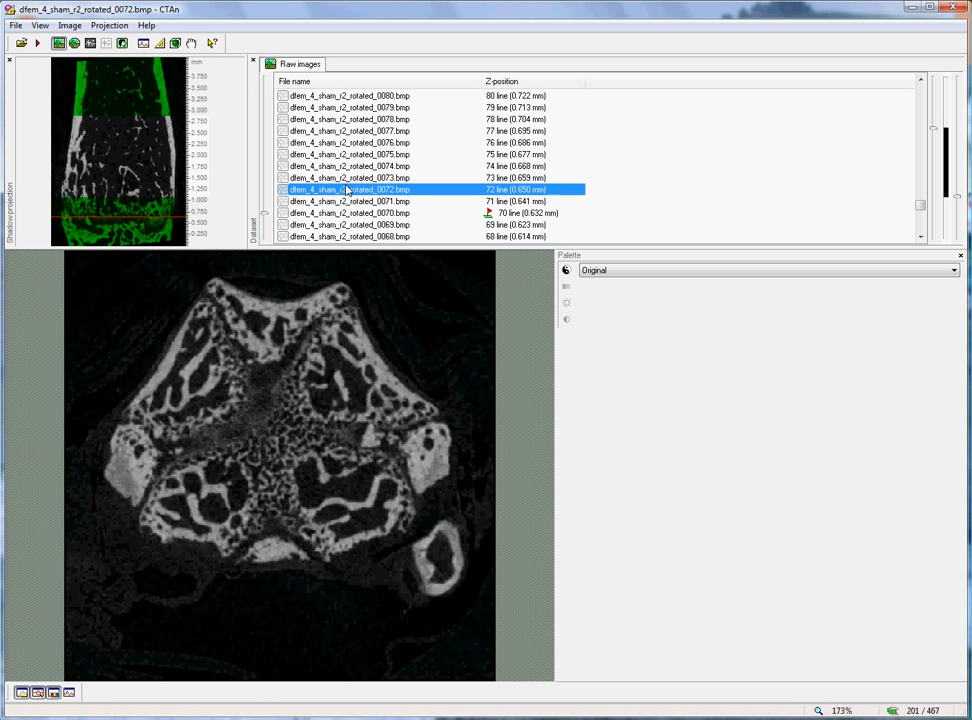 dfem_4_sham_r2_rotated_0072.bmp - CTAn
File View Image Projection Help
mm
3.750
3.500
3.250
3.000
2.750
2.500
2.250
2.000
1.750
1.500
1.250
1.000
0.750
0.500
0.250
Shadow projection
Dataset
Raw images
File name Z-position
dfem_4_sham_r2_rotated_0080.bmp 80 line (0.722 mm)
dfem_4_sham_r2_rotated_0079.bmp 79 line (0.713 mm)
dfem_4_sham_r2_rotated_0078.bmp 78 line (0.704 mm)
dfem_4_sham_r2_rotated_0077.bmp 77 line (0.695 mm)
dfem_4_sham_r2_rotated_0076.bmp 76 line (0.686 mm)
dfem_4_sham_r2_rotated_0075.bmp 75 line (0.677 mm)
dfem_4_sham_r2_rotated_0074.bmp 74 line (0.668 mm)
dfem_4_sham_r2_rotated_0073.bmp 73 line (0.659 mm)
dfem_4_sham_r2_rotated_0072.bmp 72 line (0.650 mm)
dfem_4_sham_r2_rotated_0071.bmp 71 line (0.641 mm)
dfem_4_sham_r2_rotated_0070.bmp 70 line (0.632 mm)
dfem_4_sham_r2_rotated_0069.bmp 69 line (0.623 mm)
dfem_4_sham_r2_rotated_0068.bmp 68 line (0.614 mm)
Palette
Original
173% 201 / 467